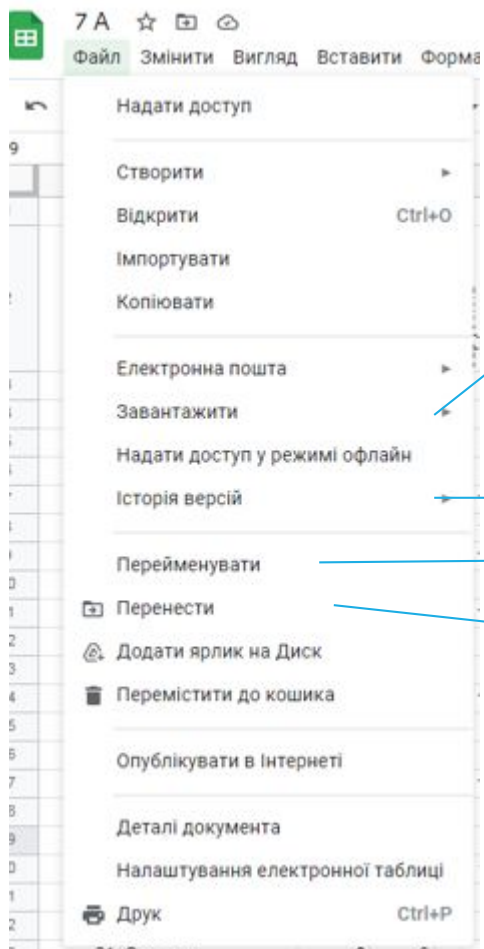 7 А
Файл Змінити Вигляд Вставити Форма
Надати доступ
9
Створити
Відкрити Ctrl+O
Імпортувати
Копіювати
Електронна пошта
Завантажити
Надати доступ у режимі офлайн
Історія версій
Перейменувати
Перенести
Додати ярлик на Диск
Перемістити до кошика
Опублікувати в Інтернеті
Деталі документа
Налаштування електронної таблиці
Друк Ctrl+P